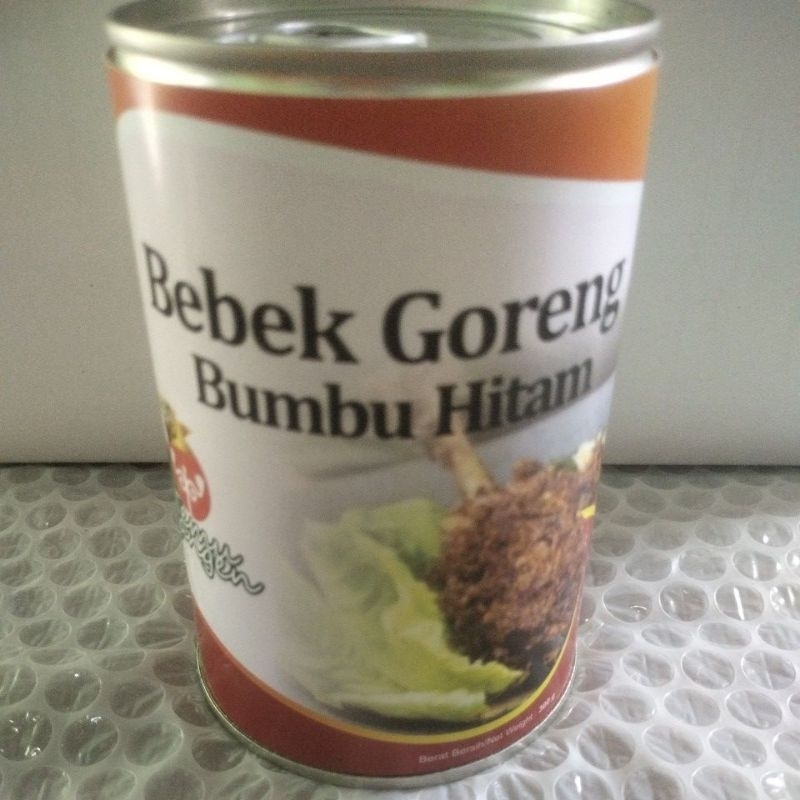 Bebek Goreng
Bumbu Hitam
Berat Bersih/Net Weight